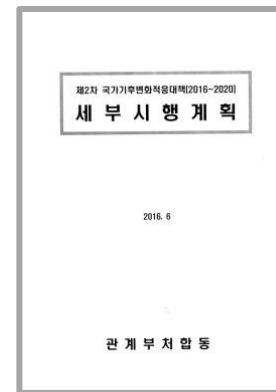 제2차 국가기후변화적응대책(2016~2020)
세 부 시 행 계 획
2016. 6
관 계 부 처 합 동